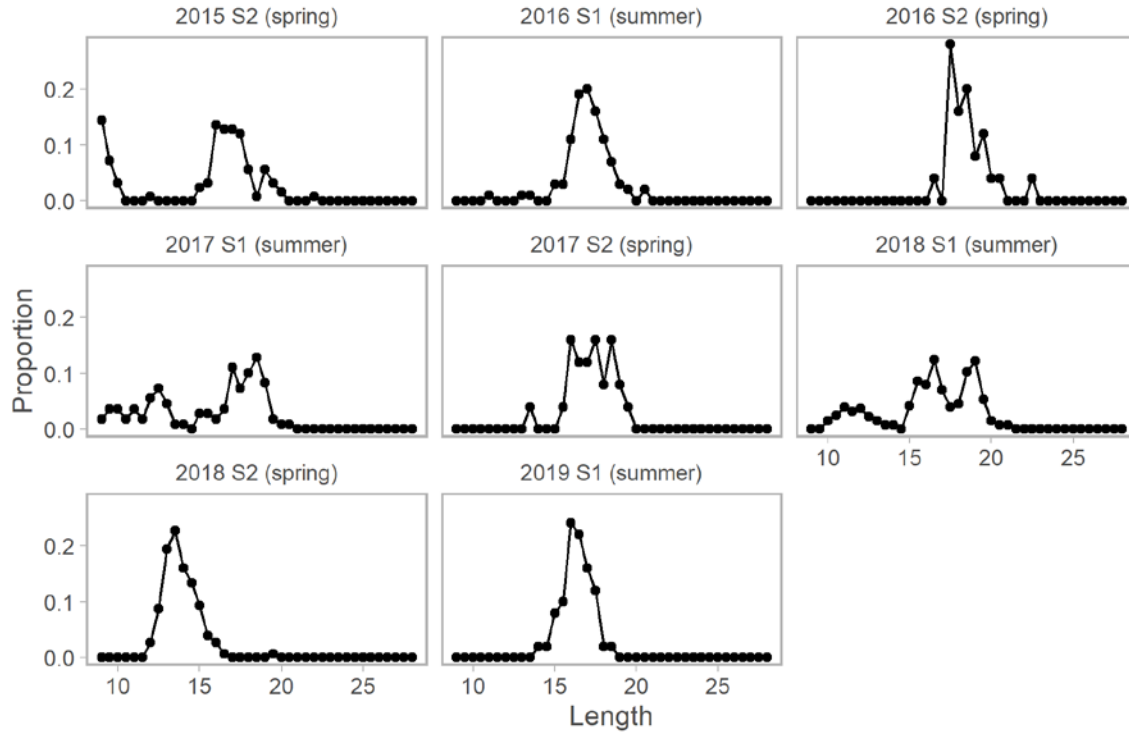 2015 S2 (spring) 2016 S1 (summer) 2016 S2 (spring)
0.2
0.1
0.0
2017 S1 (summer) 2017 S2 (spring) 2018 S1 (summer)
Proportion
0.2
0.1
0.0
10 15 20 25
2018 S2 (spring) 2019 S1 (summer)
0.2
0.1
0.0
10 15 20 25 10 15 20 25
Length